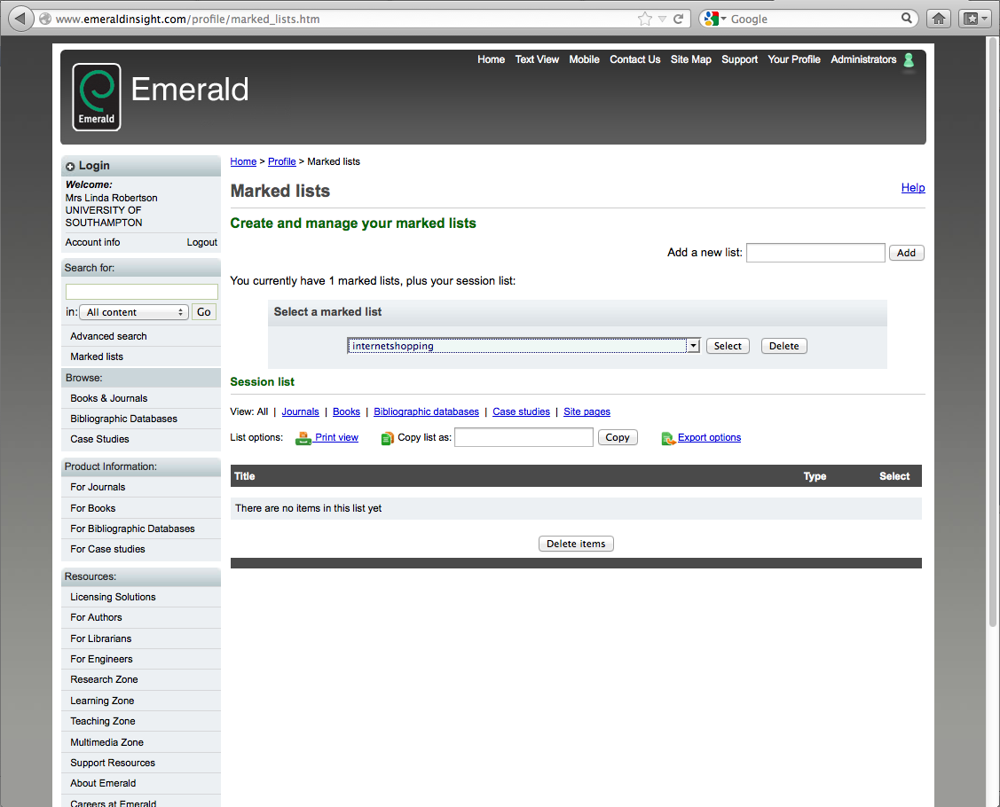 www.emeraldinsight.com/profile/marked_lists.htm
Google
Home Text View Mobile Contact Us Site Map Support Your Profile Administrators
Emerald
Emerald
Login
Welcome:
Mrs Linda Robertson
UNIVERSITY OF
SOUTHAMPTON
Account info Logout
Search for:
in: All content Go
Advanced search
Marked lists
Browse:
Books & Journals
Bibliographic Databases
Case Studies
Product Information:
For Journals
For Books
For Bibliographic Databases
For Case studies
Resources:
Licensing Solutions
For Authors
For Librarians
For Engineers
Research Zone
Learning Zone
Teaching Zone
Multimedia Zone
Support Resources
About Emerald
Careers at Emerald
Home > Profile > Marked lists
Marked lists
Help
Create and manage your marked lists
Add a new list: Add
You currently have 1 marked lists, plus your session list:
Select a marked list
internetshopping Select Delete
Session list
View: All | Journals | Books | Bibliographic databases | Case studies | Site pages
List options: Print view Copy list as: Copy Export options
Title Type Select
There are no items in this list yet
Delete items